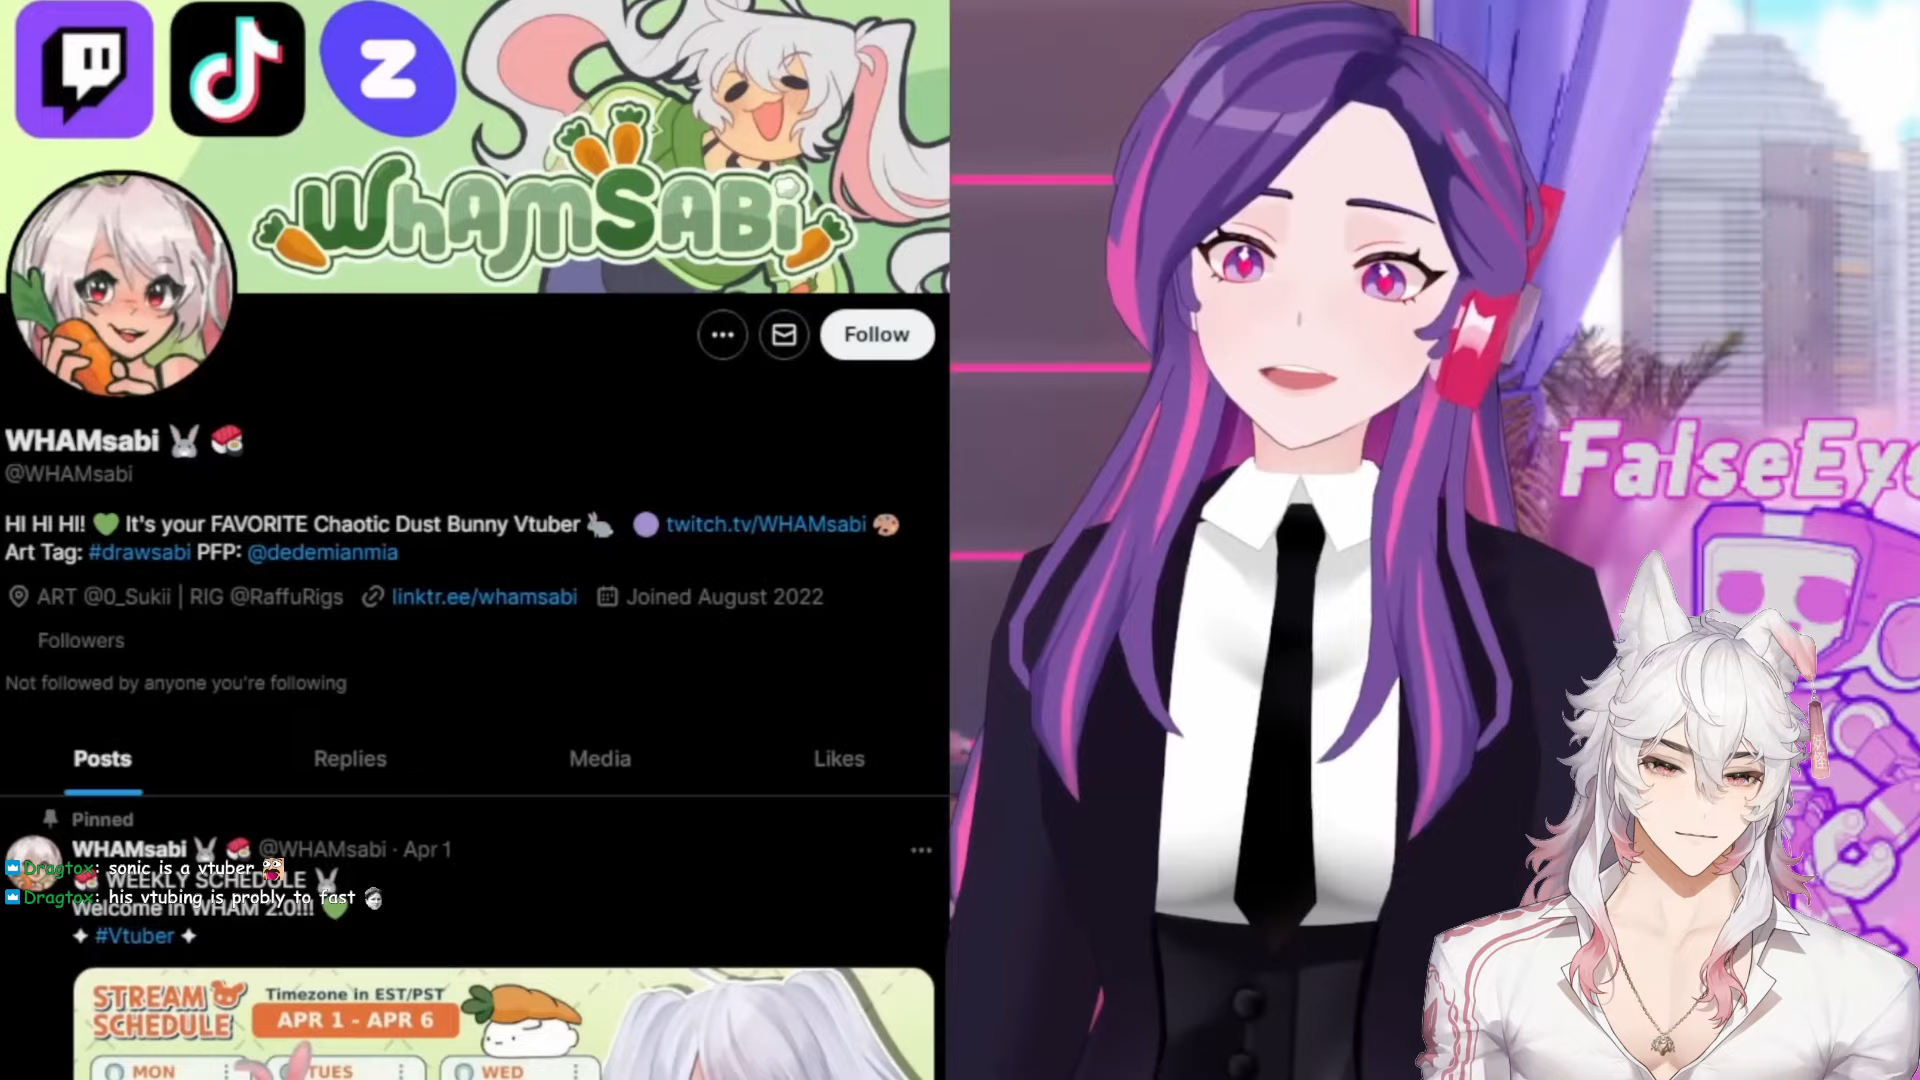 WhAmSABi
Follow
WHAMsabi
@WHAMsabi
HI HI HI! It's your FAVORITE Chaotic Dust Bunny Vtuber twitch.tv/WHAMsabi
Art Tag: #drawsabi PFP: @dedemianmia
ART @0_Sukii | RIG @RaffuRigs linktr.ee/whamsabi Joined August 2022
Followers
Not followed by anyone you're following
Posts Replies Media Likes
Pinned
WHAMsabi @WHAMsabi · Apr 1
Dragtox: sonic is a vtuber
WEEKLY SCHEDULE
Dragtox: his vtubing is probly to fast
Welcome in WHAM 2.0!!!
#Vtuber
STREAM SCHEDULE
Timezone in EST/PST
APR 1 - APR 6
MON TUES WED
FalseEye